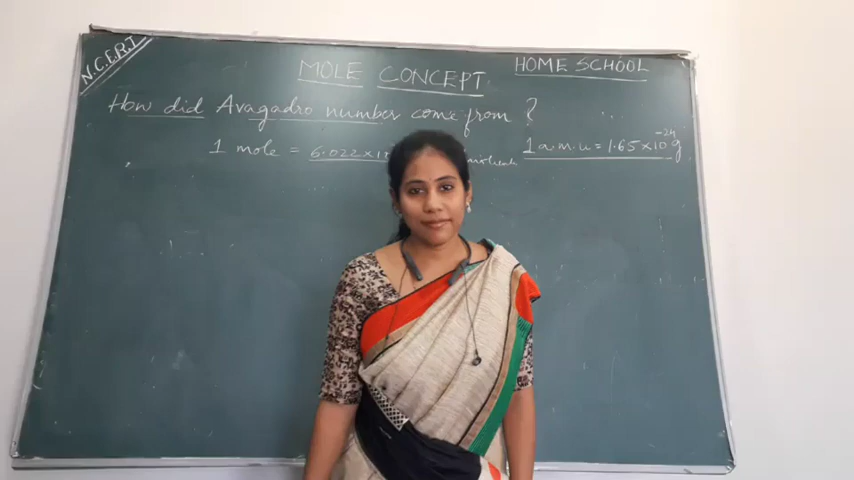 N.C.E.R.T
HOME SCHOOL
MOLE CONCEPT
How did Avagadro number come from?
1 mole = 6.022×1
1 a.m.u = 1.65×10⁻²⁴g